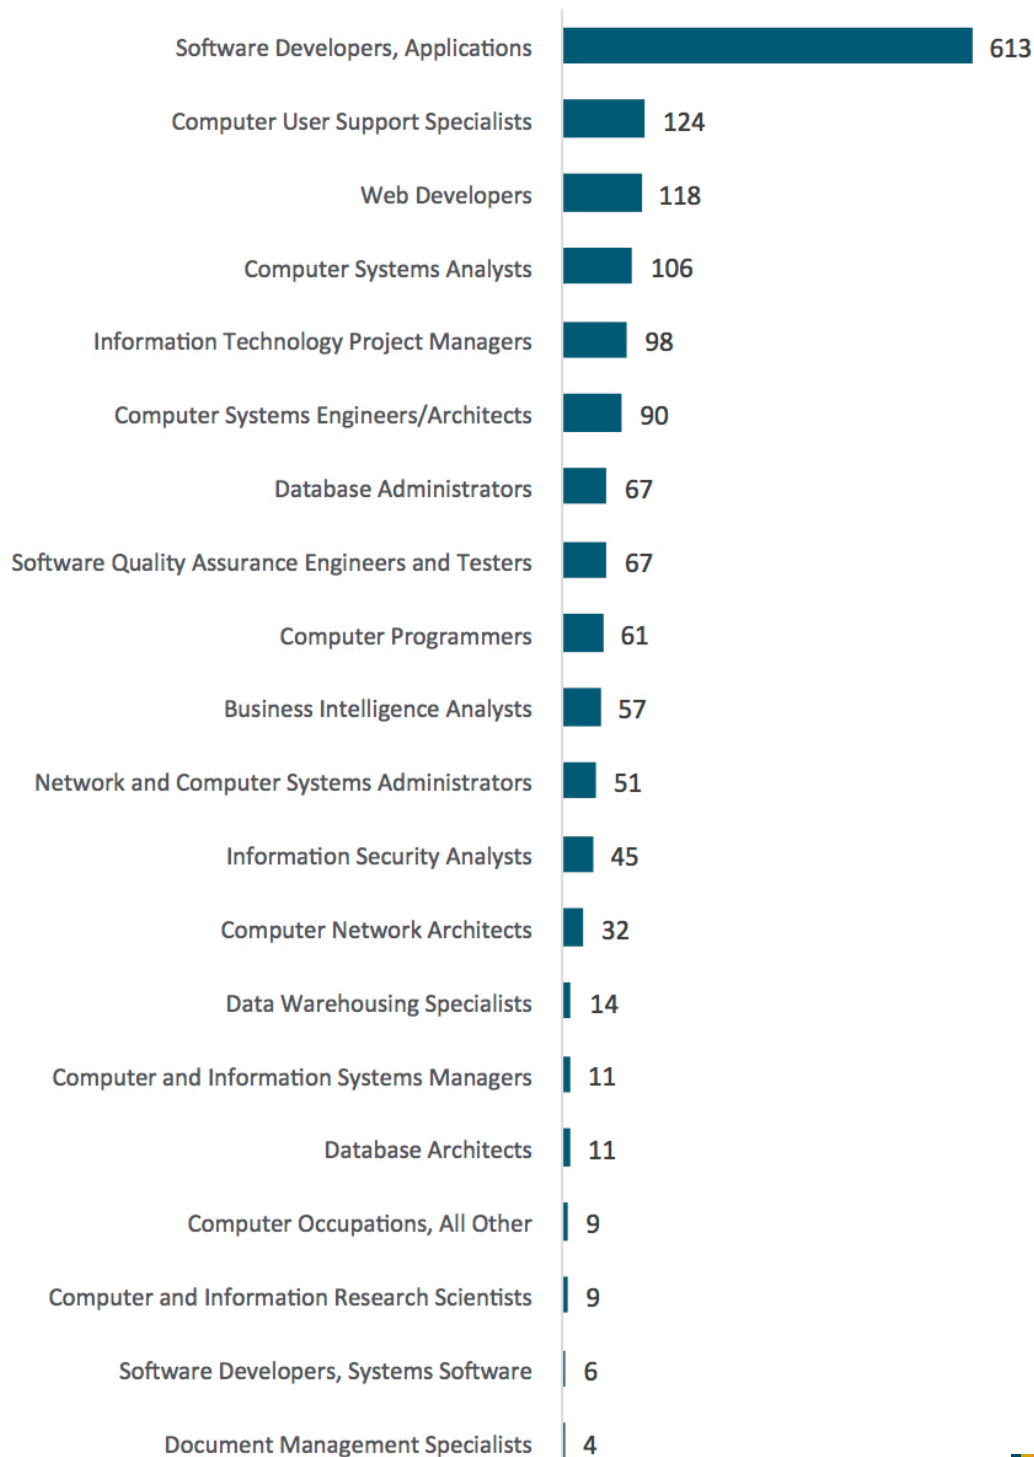 Software Developers, Applications 613
Computer User Support Specialists 124
Web Developers 118
Computer Systems Analysts 106
Information Technology Project Managers 98
Computer Systems Engineers/Architects 90
Database Administrators 67
Software Quality Assurance Engineers and Testers 67
Computer Programmers 61
Business Intelligence Analysts 57
Network and Computer Systems Administrators 51
Information Security Analysts 45
Computer Network Architects 32
Data Warehousing Specialists 14
Computer and Information Systems Managers 11
Database Architects 11
Computer Occupations, All Other 9
Computer and Information Research Scientists 9
Software Developers, Systems Software 6
Document Management Specialists 4